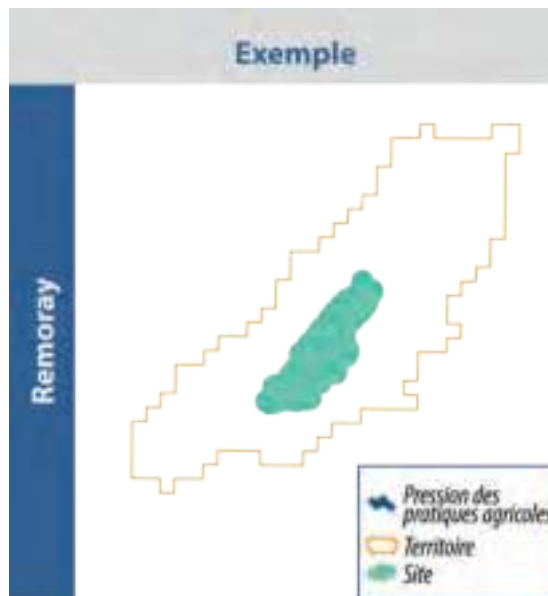 Exemple
Remoray
Pression des
pratiques agricoles
Territoire
Site